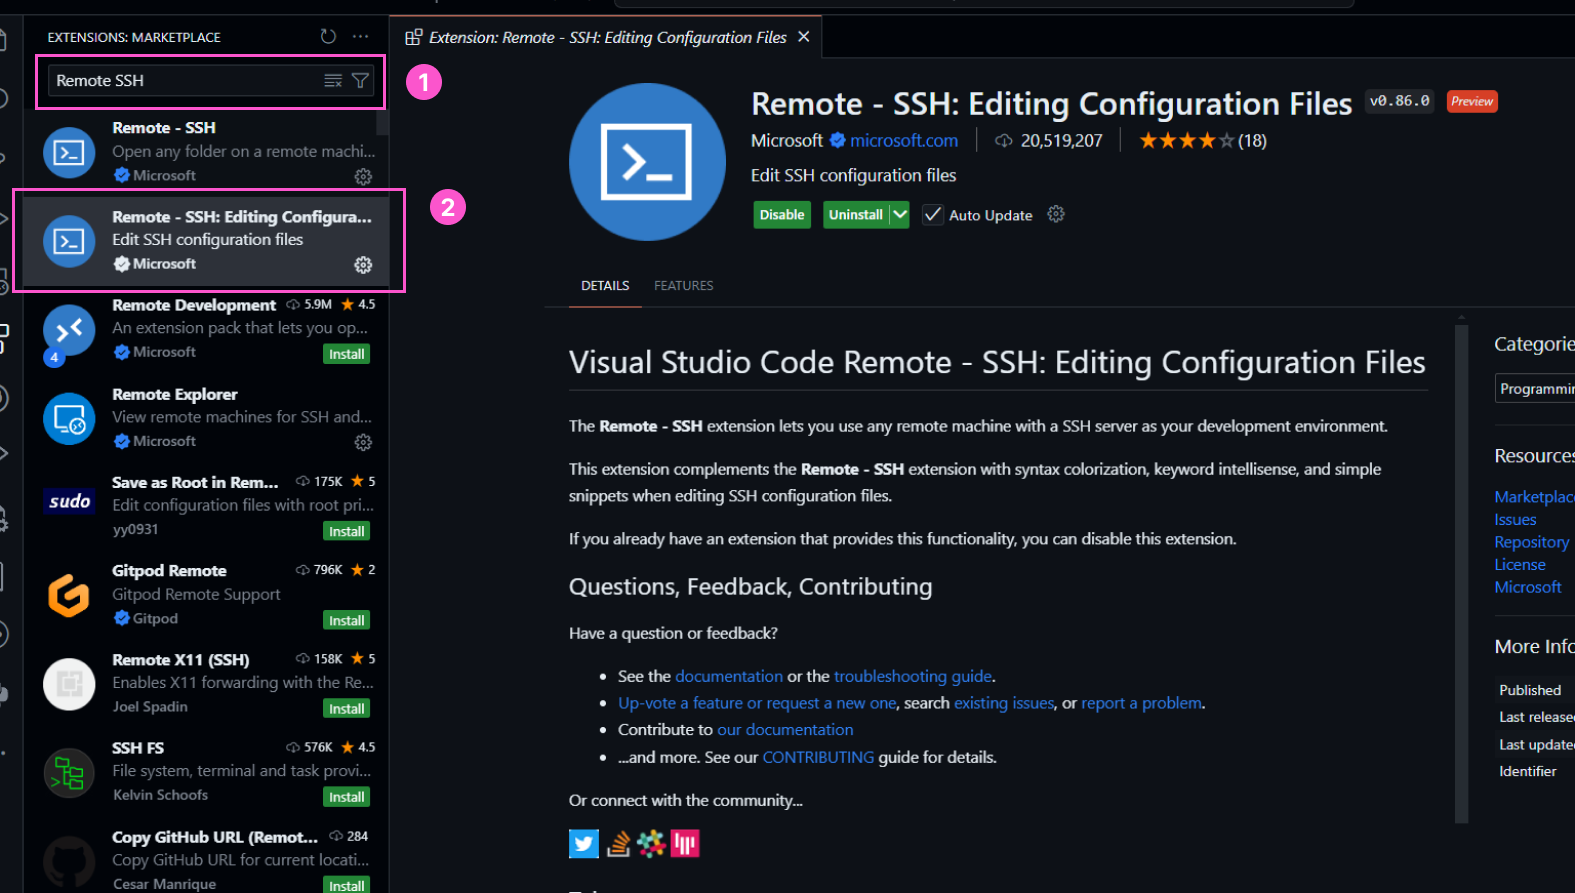 EXTENSIONS: MARKETPLACE
Remote SSH
1
Remote - SSH
Open any folder on a remote machi...
Microsoft
2
Remote - SSH: Editing Configura...
Edit SSH configuration files
Microsoft
Remote Development 5.9M 4.5
An extension pack that lets you op...
4
Microsoft Install
Remote Explorer
View remote machines for SSH and...
Microsoft
sudo
Save as Root in Rem... 175K 5
Edit configuration files with root pri...
yy0931 Install
Gitpod Remote 796K 2
Gitpod Remote Support
Gitpod Install
Remote X11 (SSH) 158K 5
Enables X11 forwarding with the Re...
Joel Spadin Install
SSH FS 576K 4.5
File system, terminal and task provi...
Kelvin Schoofs Install
Copy GitHub URL (Remot... 284
Copy GitHub URL for current locati...
Cesar Manrique Install
Extension: Remote - SSH: Editing Configuration Files
Remote - SSH: Editing Configuration Files v0.86.0 Preview
Microsoft microsoft.com 20,519,207 (18)
Edit SSH configuration files
Disable Uninstall Auto Update
DETAILS FEATURES
Visual Studio Code Remote - SSH: Editing Configuration Files
The Remote - SSH extension lets you use any remote machine with a SSH server as your development environment.
This extension complements the Remote - SSH extension with syntax colorization, keyword intellisense, and simple
snippets when editing SSH configuration files.
If you already have an extension that provides this functionality, you can disable this extension.
Questions, Feedback, Contributing
Have a question or feedback?
See the documentation or the troubleshooting guide.
Up-vote a feature or request a new one, search existing issues, or report a problem.
Contribute to our documentation
...and more. See our CONTRIBUTING guide for details.
Or connect with the community...
Categorie
Programmin
Resources
Marketplace
Issues
Repository
License
Microsoft
More Info
Published
Last released
Last updated
Identifier